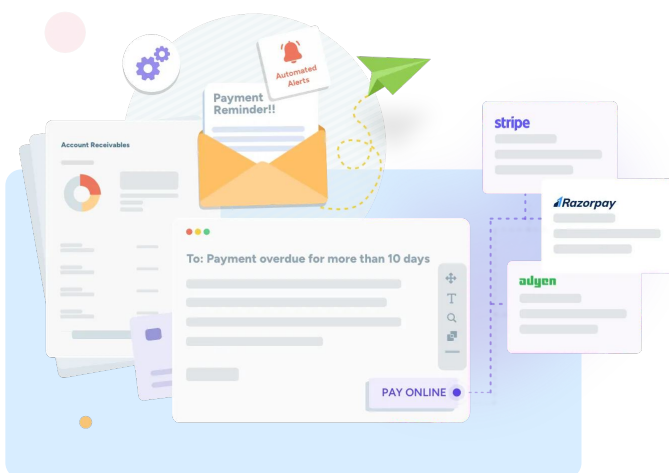 Automated
Alerts
Payment
Reminder!!
Account Receivables
stripe
Razorpay
To: Payment overdue for more than 10 days
adyen
PAY ONLINE